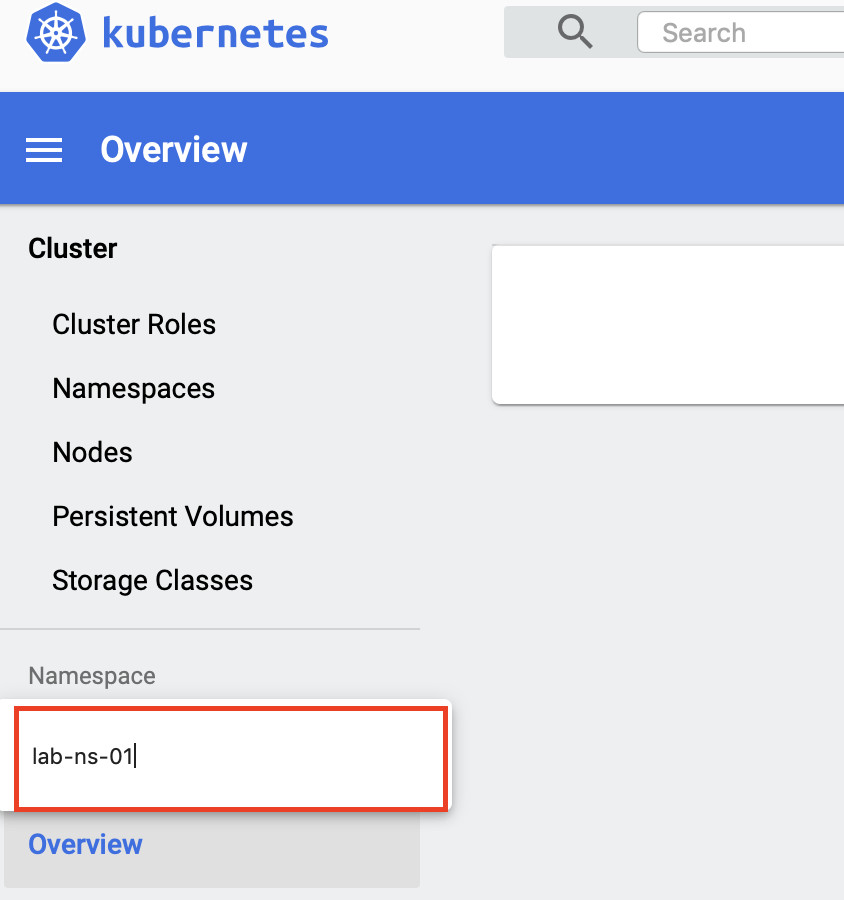 kubernetes
Search
Overview
Cluster
Cluster Roles
Namespaces
Nodes
Persistent Volumes
Storage Classes
Namespace
lab-ns-01
Overview